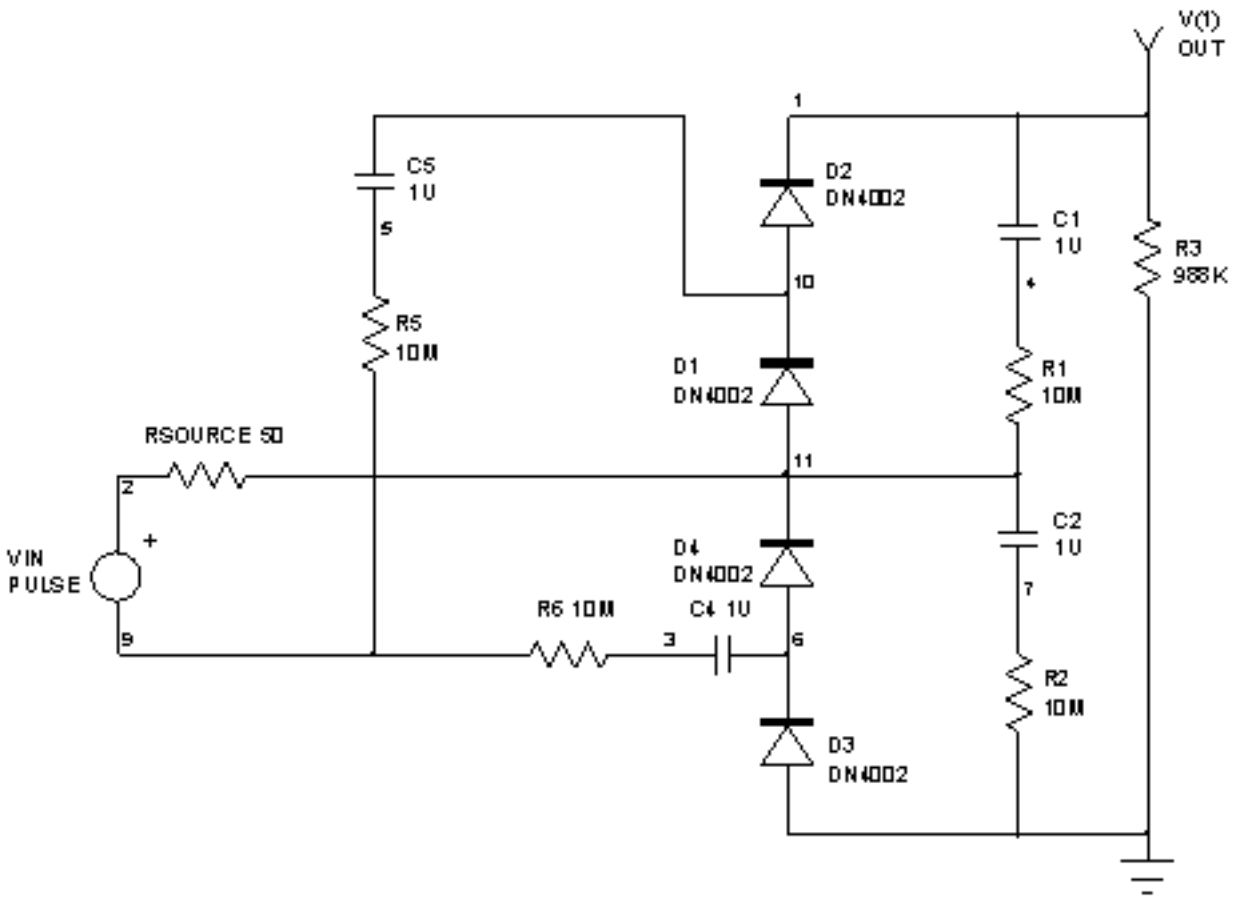 V(1)
OUT
1
C5
1U
D2
DN4002
5
C1
1U
10
4
R3
988K
R5
10M
D1
DN4002
R1
10M
RSOURCE 50
11
2
+
VIN
PULSE
D4
DN4002
C2
1U
7
R6 10M
C4 1U
9
3
6
R2
10M
D3
DN4002